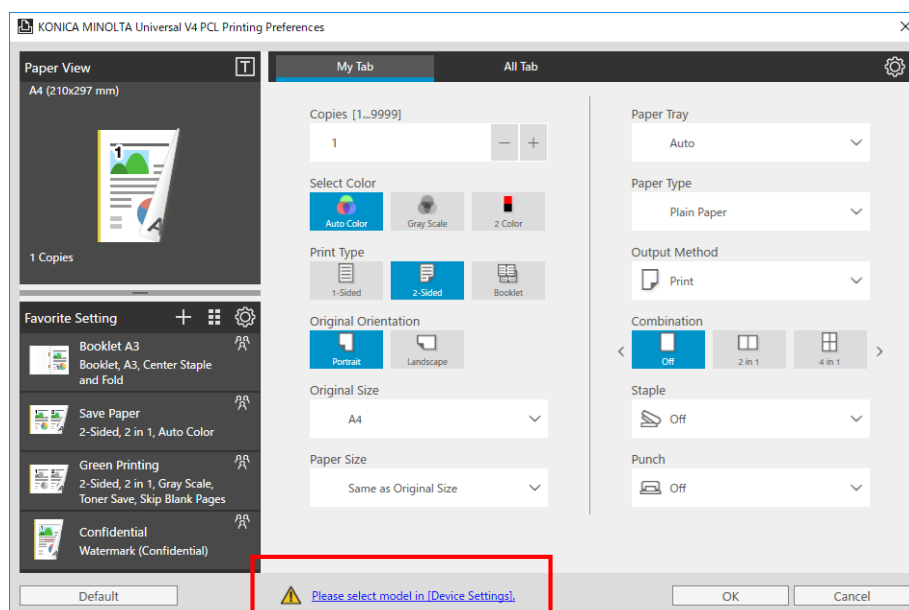 KONICA MINOLTA Universal V4 PCL Printing Preferences
Paper View
T
A4 (210x297 mm)
1
A
1 Copies
Favorite Setting
Booklet A3
Booklet, A3, Center Staple
and Fold
Save Paper
2-Sided, 2 in 1, Auto Color
Green Printing
2-Sided, 2 in 1, Gray Scale,
Toner Save, Skip Blank Pages
Confidential
Watermark (Confidential)
Default
My Tab
All Tab
Copies [1...9999]
1
Select Color
Auto Color
Gray Scale
2 Color
Print Type
1-Sided
2-Sided
Booklet
Original Orientation
Portrait
Landscape
Original Size
A4
Paper Size
Same as Original Size
Paper Tray
Auto
Paper Type
Plain Paper
Output Method
Print
Combination
Off
2 in 1
4 in 1
Staple
Off
Punch
Off
Please select model in [Device Settings].
OK
Cancel